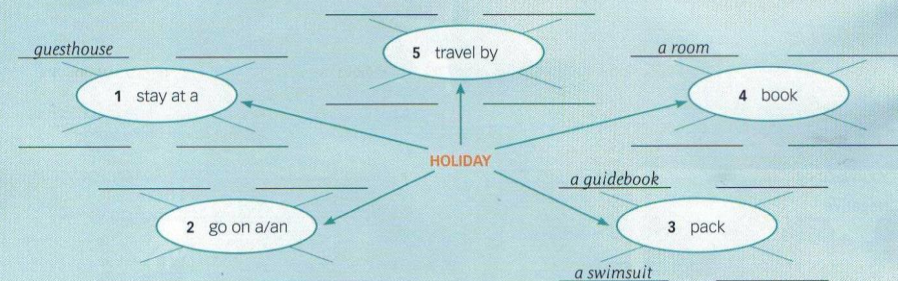 guesthouse
1 stay at a
5 travel by
a room
4 book
HOLIDAY
2 go on a/an
a guidebook
3 pack
a swimsuit